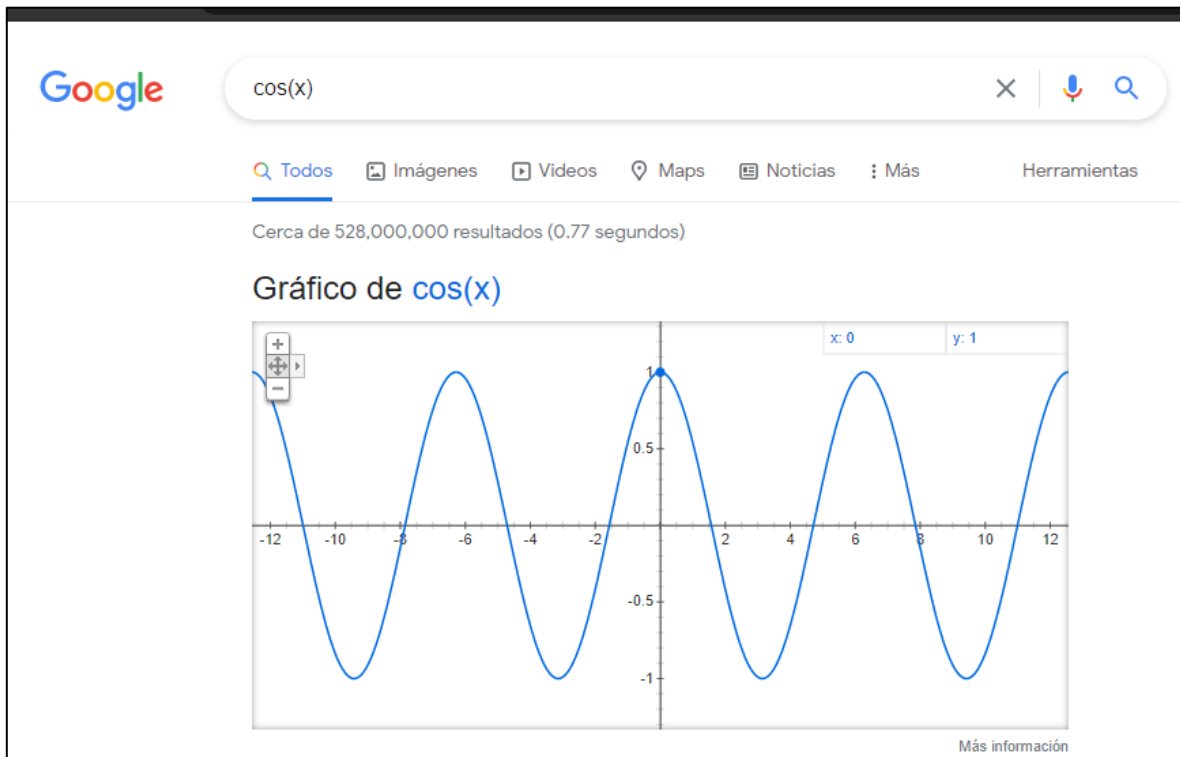 Google
cos(x)
Todos Imágenes Videos Maps Noticias Más Herramientas
Cerca de 528,000,000 resultados (0.77 segundos)
Gráfico de cos(x)
x: 0 y: 1
1
0.5
-12 -10 -8 -6 -4 -2 2 4 6 8 10 12
-0.5
-1
Más información